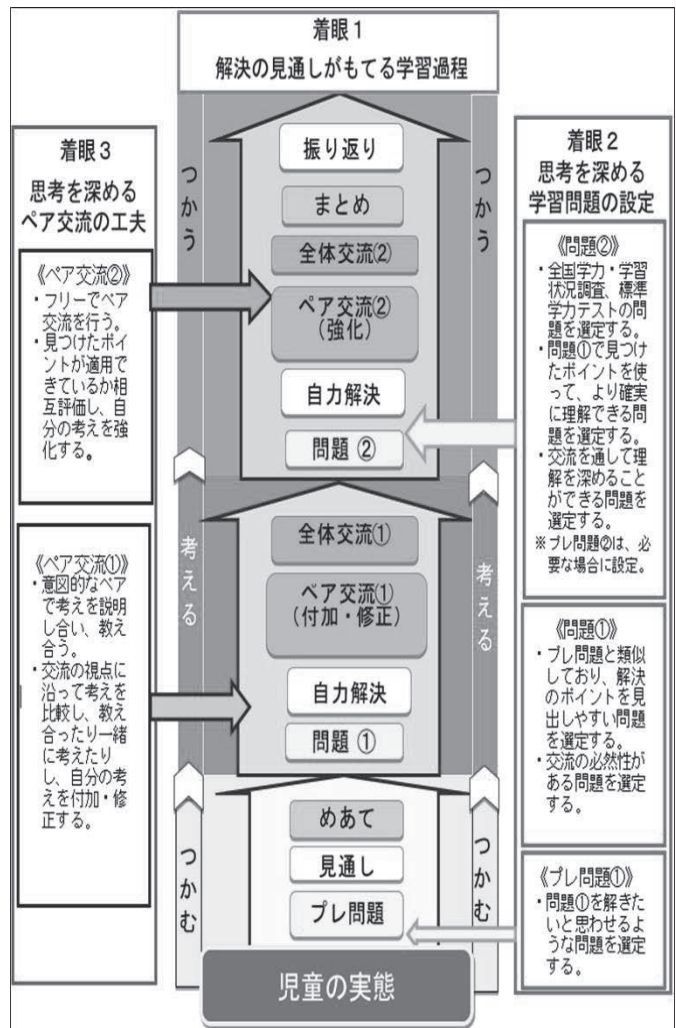 着眼1
解決の見通しがもてる学習過程
着眼3
思考を深める
ペア交流の工夫
《ペア交流②》
・フリーでペア
交流を行う。
・見つけたポイ
ントが適用で
きているか相
互評価し、自
分の考えを強
化する。
《ペア交流①》
・意図的なペア
で考えを説明
し合い、教え
合う。
・交流の視点に
沿って考えを
比較し、教え
合ったり一緒
に考えたり
し、自分の考
えを付加・修
正する。
つかう
つかう
振り返り
まとめ
全体交流②
ペア交流②
(強化)
自力解決
問題 ②
考える
考える
全体交流①
ペア交流①
(付加・修正)
自力解決
問題 ①
つかむ
つかむ
めあて
見通し
プレ問題
児童の実態
着眼2
思考を深める
学習問題の設定
《問題②》
・全国学力・学習
状況調査、標準
学力テストの問
題を選定する。
・問題①で見つけ
たポイントを使
って、より確実
に理解できる問
題を選定する。
・交流を通して理
解を深めること
ができる問題を
選定する。
※ プレ問題②は、必
要な場合に設定。
《問題①》
・プレ問題と類似
しており、解決
のポイントを見
出しやすい問題
を選定する。
・交流の必然性が
ある問題を選定
する。
《プレ問題①》
・問題①を解きた
いと思わせるよ
うな問題を選定
する。